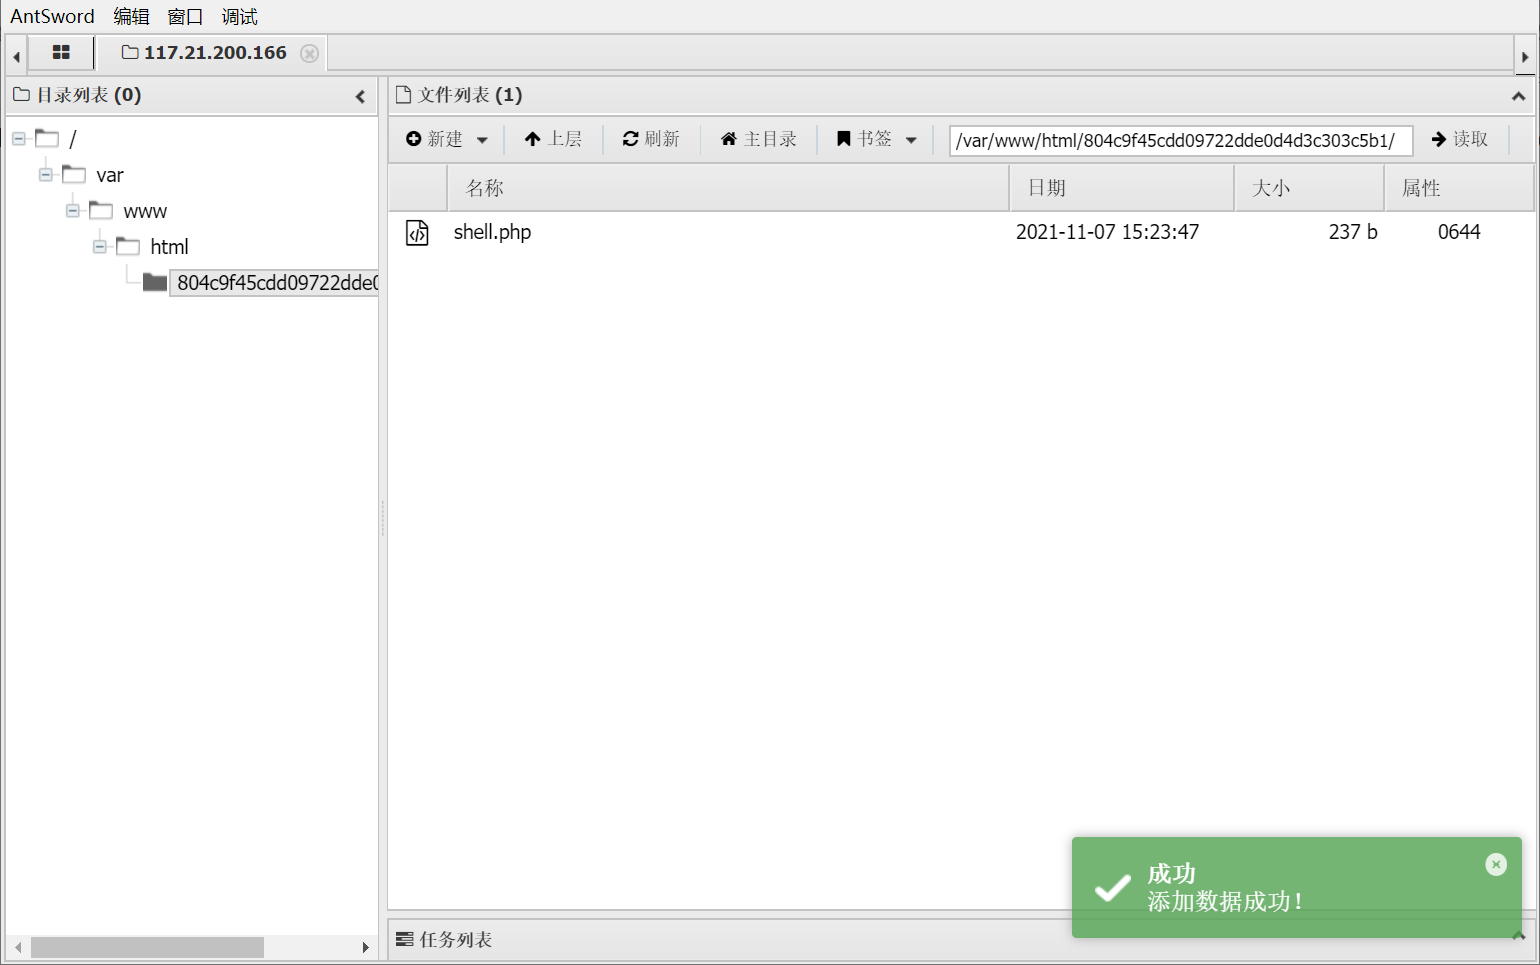 AntSword 编辑 窗口 调试
117.21.200.166
目录列表 (0)
/
var
www
html
804c9f45cdd09722dde0
文件列表 (1)
新建 上层 刷新 主目录 书签 /var/www/html/804c9f45cdd09722dde0d4d3c303c5b1/ 读取
名称 日期 大小 属性
shell.php 2021-11-07 15:23:47 237 b 0644
成功
添加数据成功!
任务列表